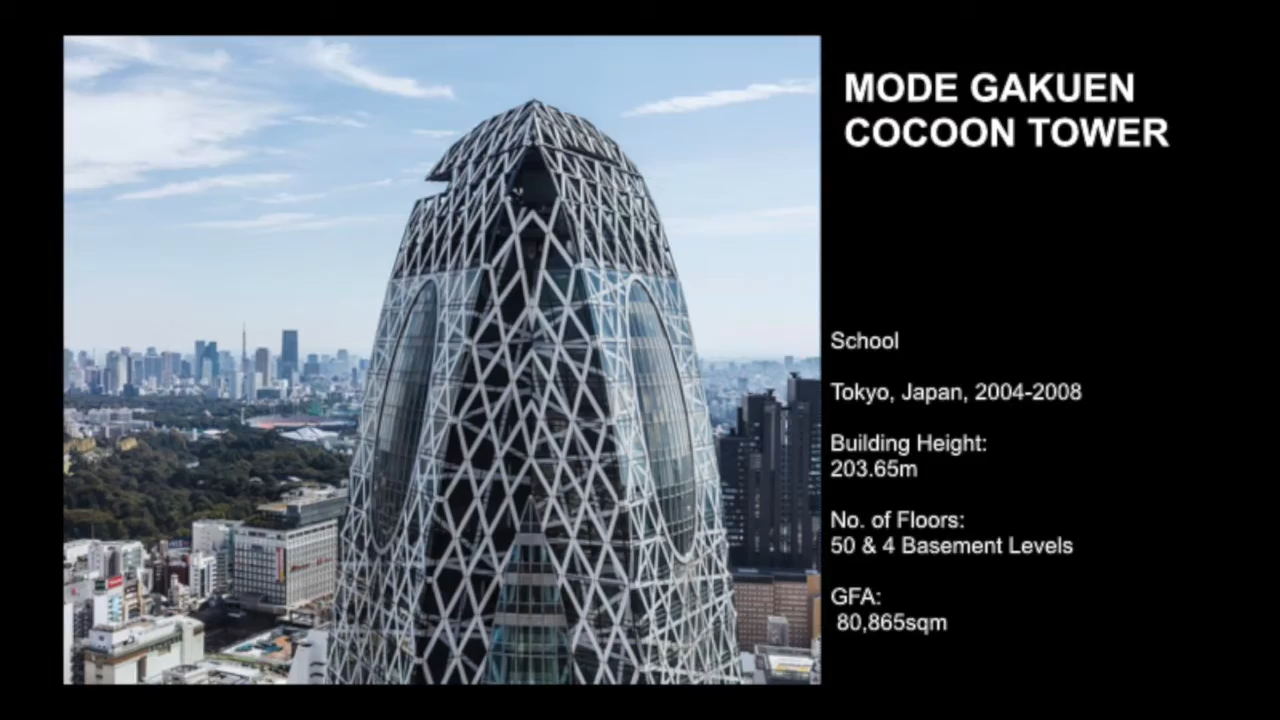 MODE GAKUEN
COCOON TOWER
School
Tokyo, Japan, 2004-2008
Building Height:
203.65m
No. of Floors:
50 & 4 Basement Levels
GFA:
80,865sqm